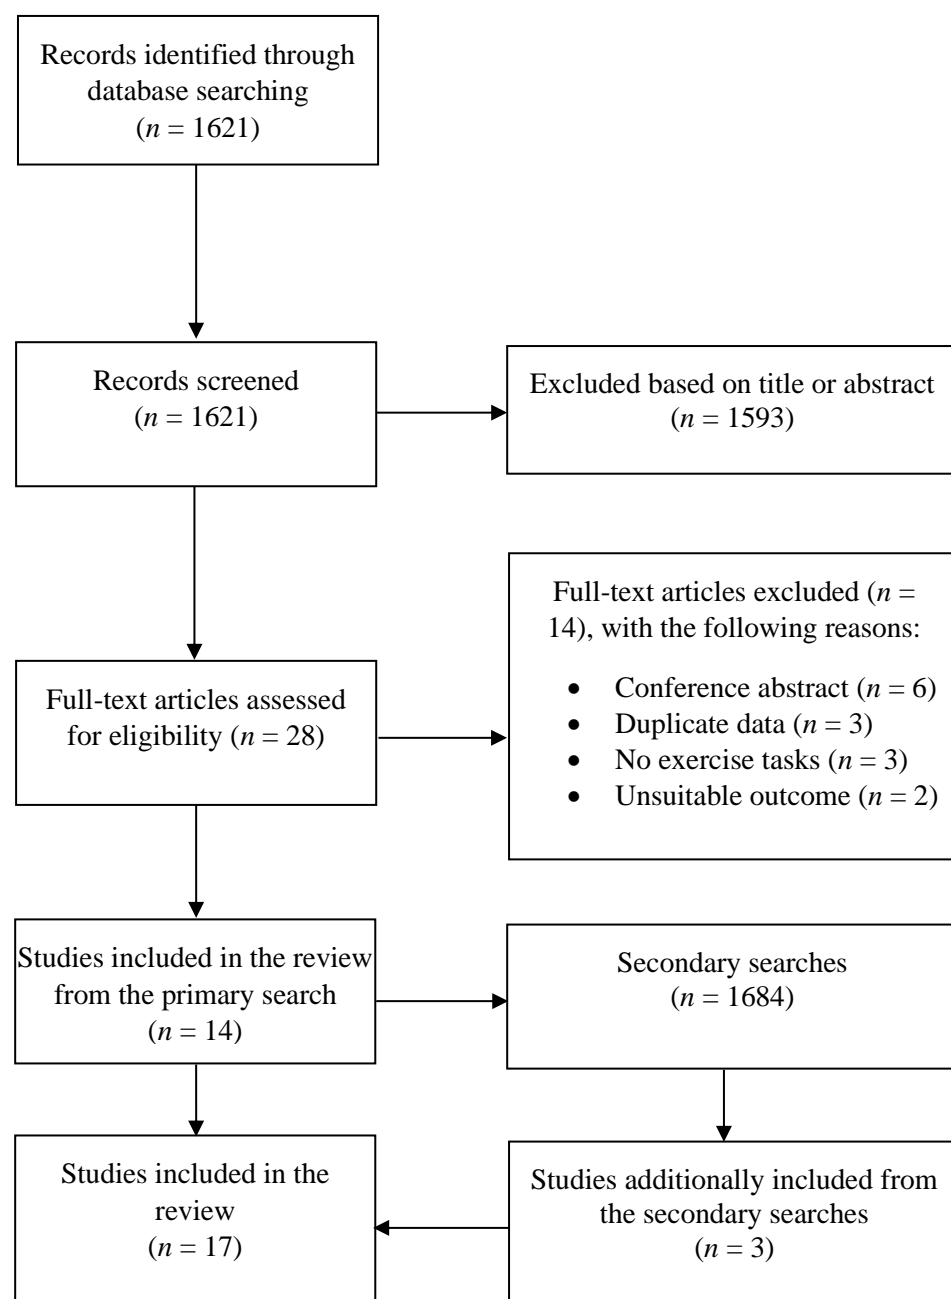 Records identified through
database searching
(n = 1621)
Records screened
(n = 1621)
Excluded based on title or abstract
(n = 1593)
Full-text articles excluded (n =
14), with the following reasons:
• Conference abstract (n = 6)
• Duplicate data (n = 3)
• No exercise tasks (n = 3)
• Unsuitable outcome (n = 2)
Full-text articles assessed
for eligibility (n = 28)
Studies included in the review
from the primary search
(n = 14)
Secondary searches
(n = 1684)
Studies included in the
review
(n = 17)
Studies additionally included from
the secondary searches
(n = 3)